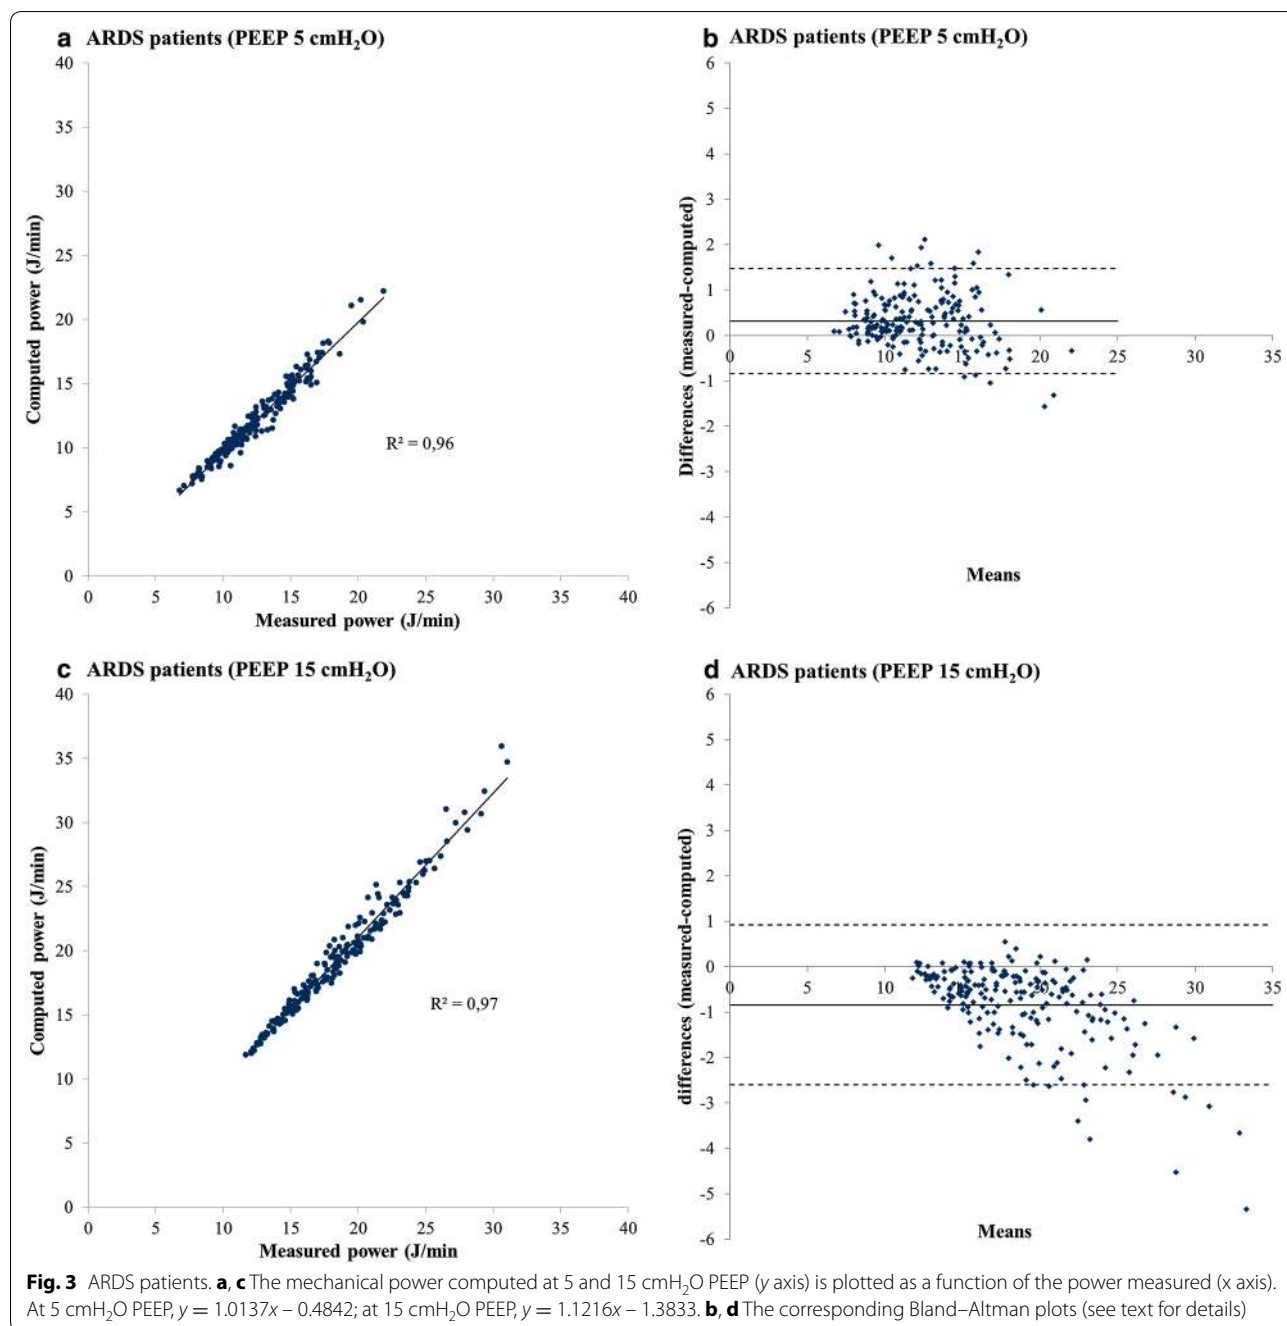 a ARDS patients (PEEP 5 cmH₂O)
40
35
30
25
20
15
10
5
0
Computed power (J/min)
R² = 0,96
0 5 10 15 20 25 30 35 40
Measured power (J/min)
b ARDS patients (PEEP 5 cmH₂O)
6
5
4
3
2
1
0
-1
-2
-3
-4
-5
-6
Differences (measured-computed)
0 5 10 15 20 25 30 35
Means
c ARDS patients (PEEP 15 cmH₂O)
40
35
30
25
20
15
10
5
0
Computed power (J/min)
R² = 0,97
0 5 10 15 20 25 30 35 40
Measured power (J/min
d ARDS patients (PEEP 15 cmH₂O)
6
5
4
3
2
1
0
-1
-2
-3
-4
-5
-6
differences (measured-computed)
0 5 10 15 20 25 30 35
Means
Fig. 3 ARDS patients. a, c The mechanical power computed at 5 and 15 cmH₂O PEEP (y axis) is plotted as a function of the power measured (x axis).
At 5 cmH₂O PEEP, y = 1.0137x – 0.4842; at 15 cmH₂O PEEP, y = 1.1216x – 1.3833. b, d The corresponding Bland–Altman plots (see text for details)